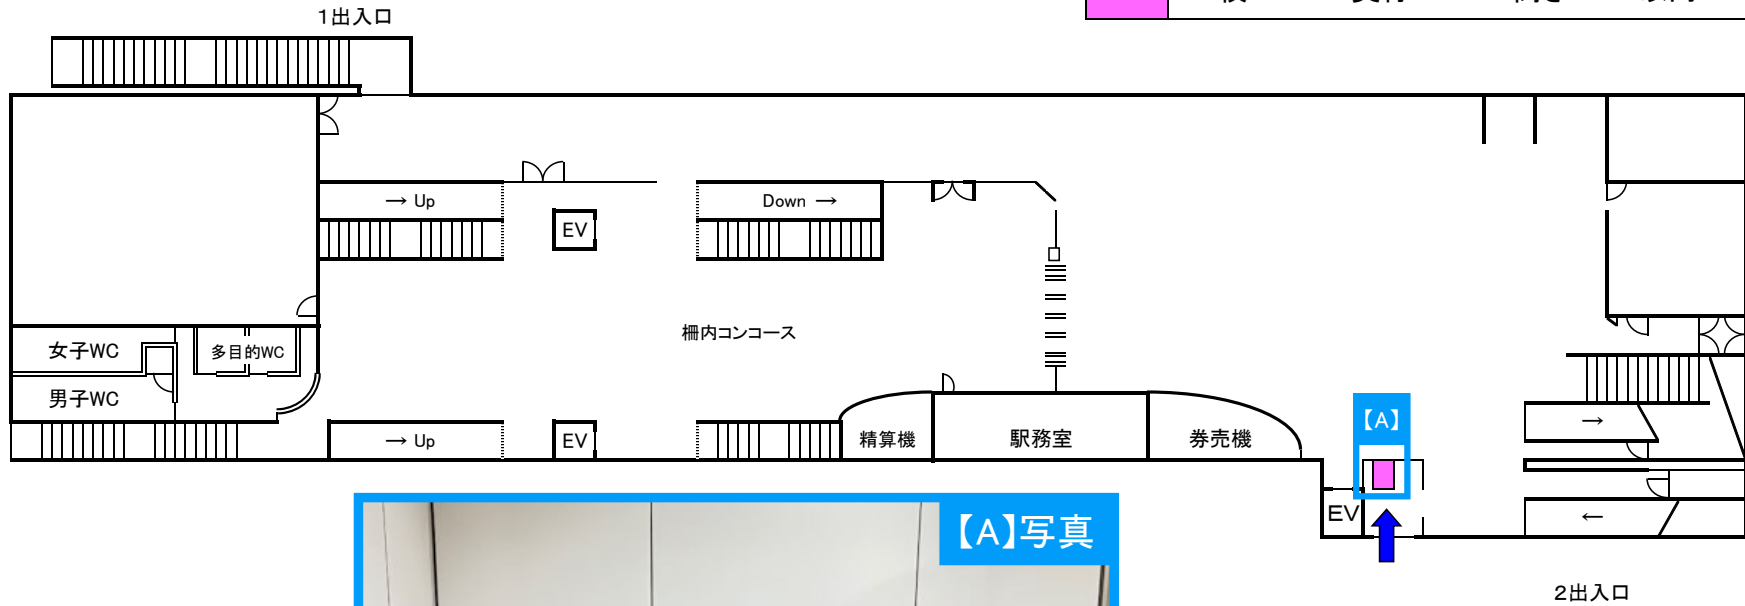 1出入口
→ Up
Down →
EV
柵内コンコース
女子WC
多目的WC
男子WC
→ Up
EV
精算機
駅務室
券売機
【A】
→
EV
←
【A】写真
2出入口